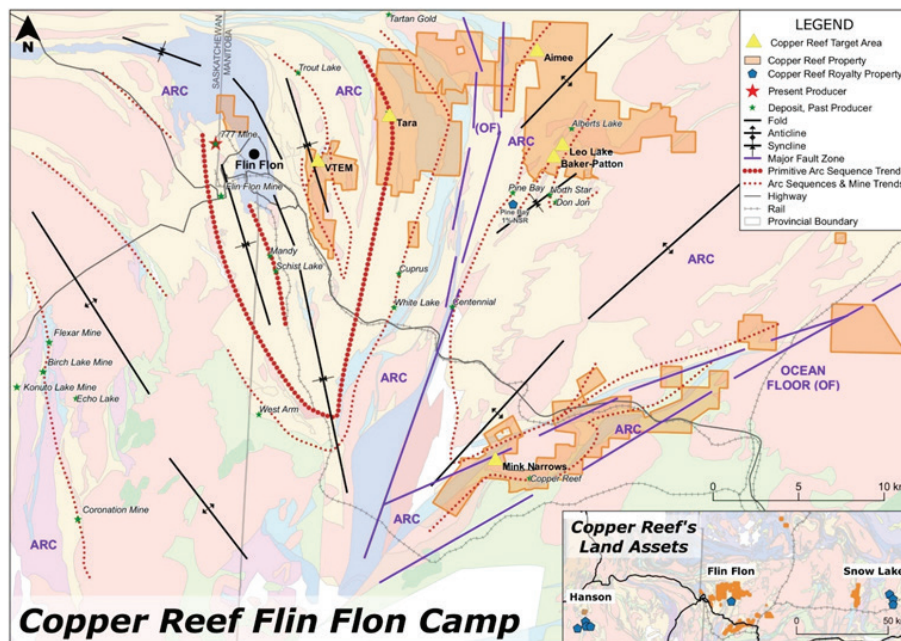 N
SASKATCHEWAN
MANITOBA
Tartan Gold
Trout Lake
ARC
ARC
777 Mine
Flin Flon
Flin Flon Mine
VTEM
Tara
(OF)
ARC
Aimee
Alberts Lake
Leo Lake
Baker-Patton
Pine Bay
North Star
Don Jon
Pine Bay
1% NSR
Mandy
Schist Lake
Cuprus
White Lake
Centennial
ARC
Flexar Mine
Birch Lake Mine
Konuto Lake Mine
Echo Lake
West Arm
ARC
OCEAN
FLOOR (OF)
ARC
Mink Narrows
Copper Reef
Coronation Mine
ARC
ARC
0 5 10 km
LEGEND
Copper Reef Target Area
Copper Reef Property
Copper Reef Royalty Property
Present Producer
Deposit, Past Producer
Fold
Anticline
Syncline
Major Fault Zone
Primitive Arc Sequence Trend
Arc Sequences & Mine Trends
Highway
Rail
Provincial Boundary
Copper Reef's
Land Assets
Flin Flon
Snow Lake
Hanson
0 50 km
Copper Reef Flin Flon Camp